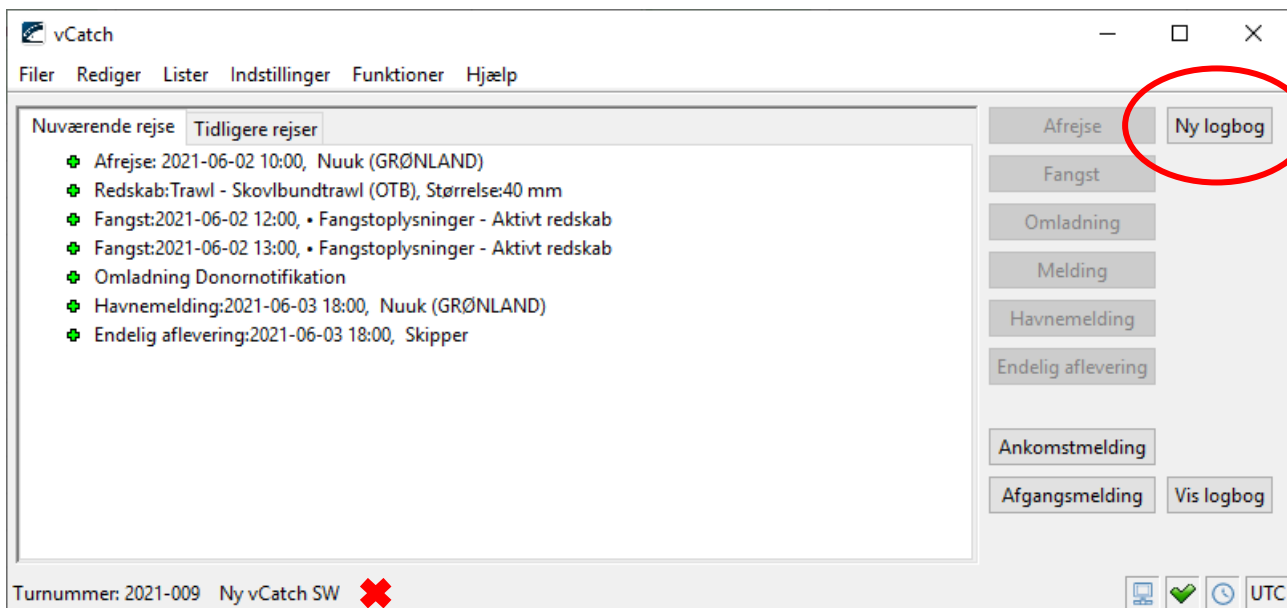 vCatch
Filer Rediger Lister Indstillinger Funktioner Hjælp
Nuværende rejse Tidligere rejser
Afrejse: 2021-06-02 10:00, Nuuk (GRØNLAND)
Redskab:Trawl - Skovlbundtrawl (OTB), Størrelse:40 mm
Fangst:2021-06-02 12:00, • Fangstoplysninger - Aktivt redskab
Fangst:2021-06-02 13:00, • Fangstoplysninger - Aktivt redskab
Omladning Donornotifikation
Havnemelding:2021-06-03 18:00, Nuuk (GRØNLAND)
Endelig aflevering:2021-06-03 18:00, Skipper
Afrejse Ny logbog
Fangst
Omladning
Melding
Havnemelding
Endelig aflevering
Ankomstmelding
Afgangsmelding Vis logbog
Turnummer: 2021-009 Ny vCatch SW UTC